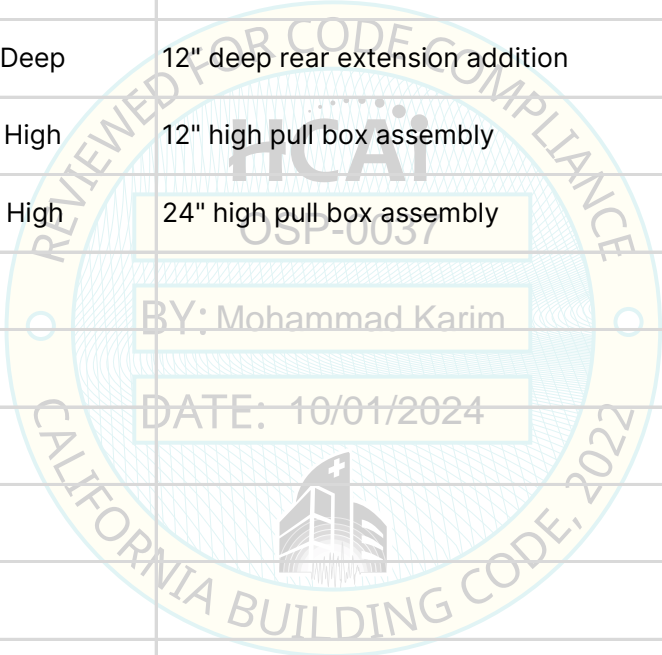 Deep 12" deep rear extension addition
High 12" high pull box assembly
High 24" high pull box assembly
REVIEWED FOR CODE COMPLIANCE
HCAi
OSP-0037
BY: Mohammad Karim
DATE: 10/01/2024
CALIFORNIA BUILDING CODE, 2022